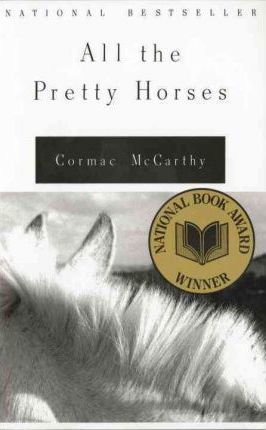 NATIONAL BESTSELLER
All the
Pretty Horses
Cormac McCarthy
NATIONAL BOOK AWARD
WINNER